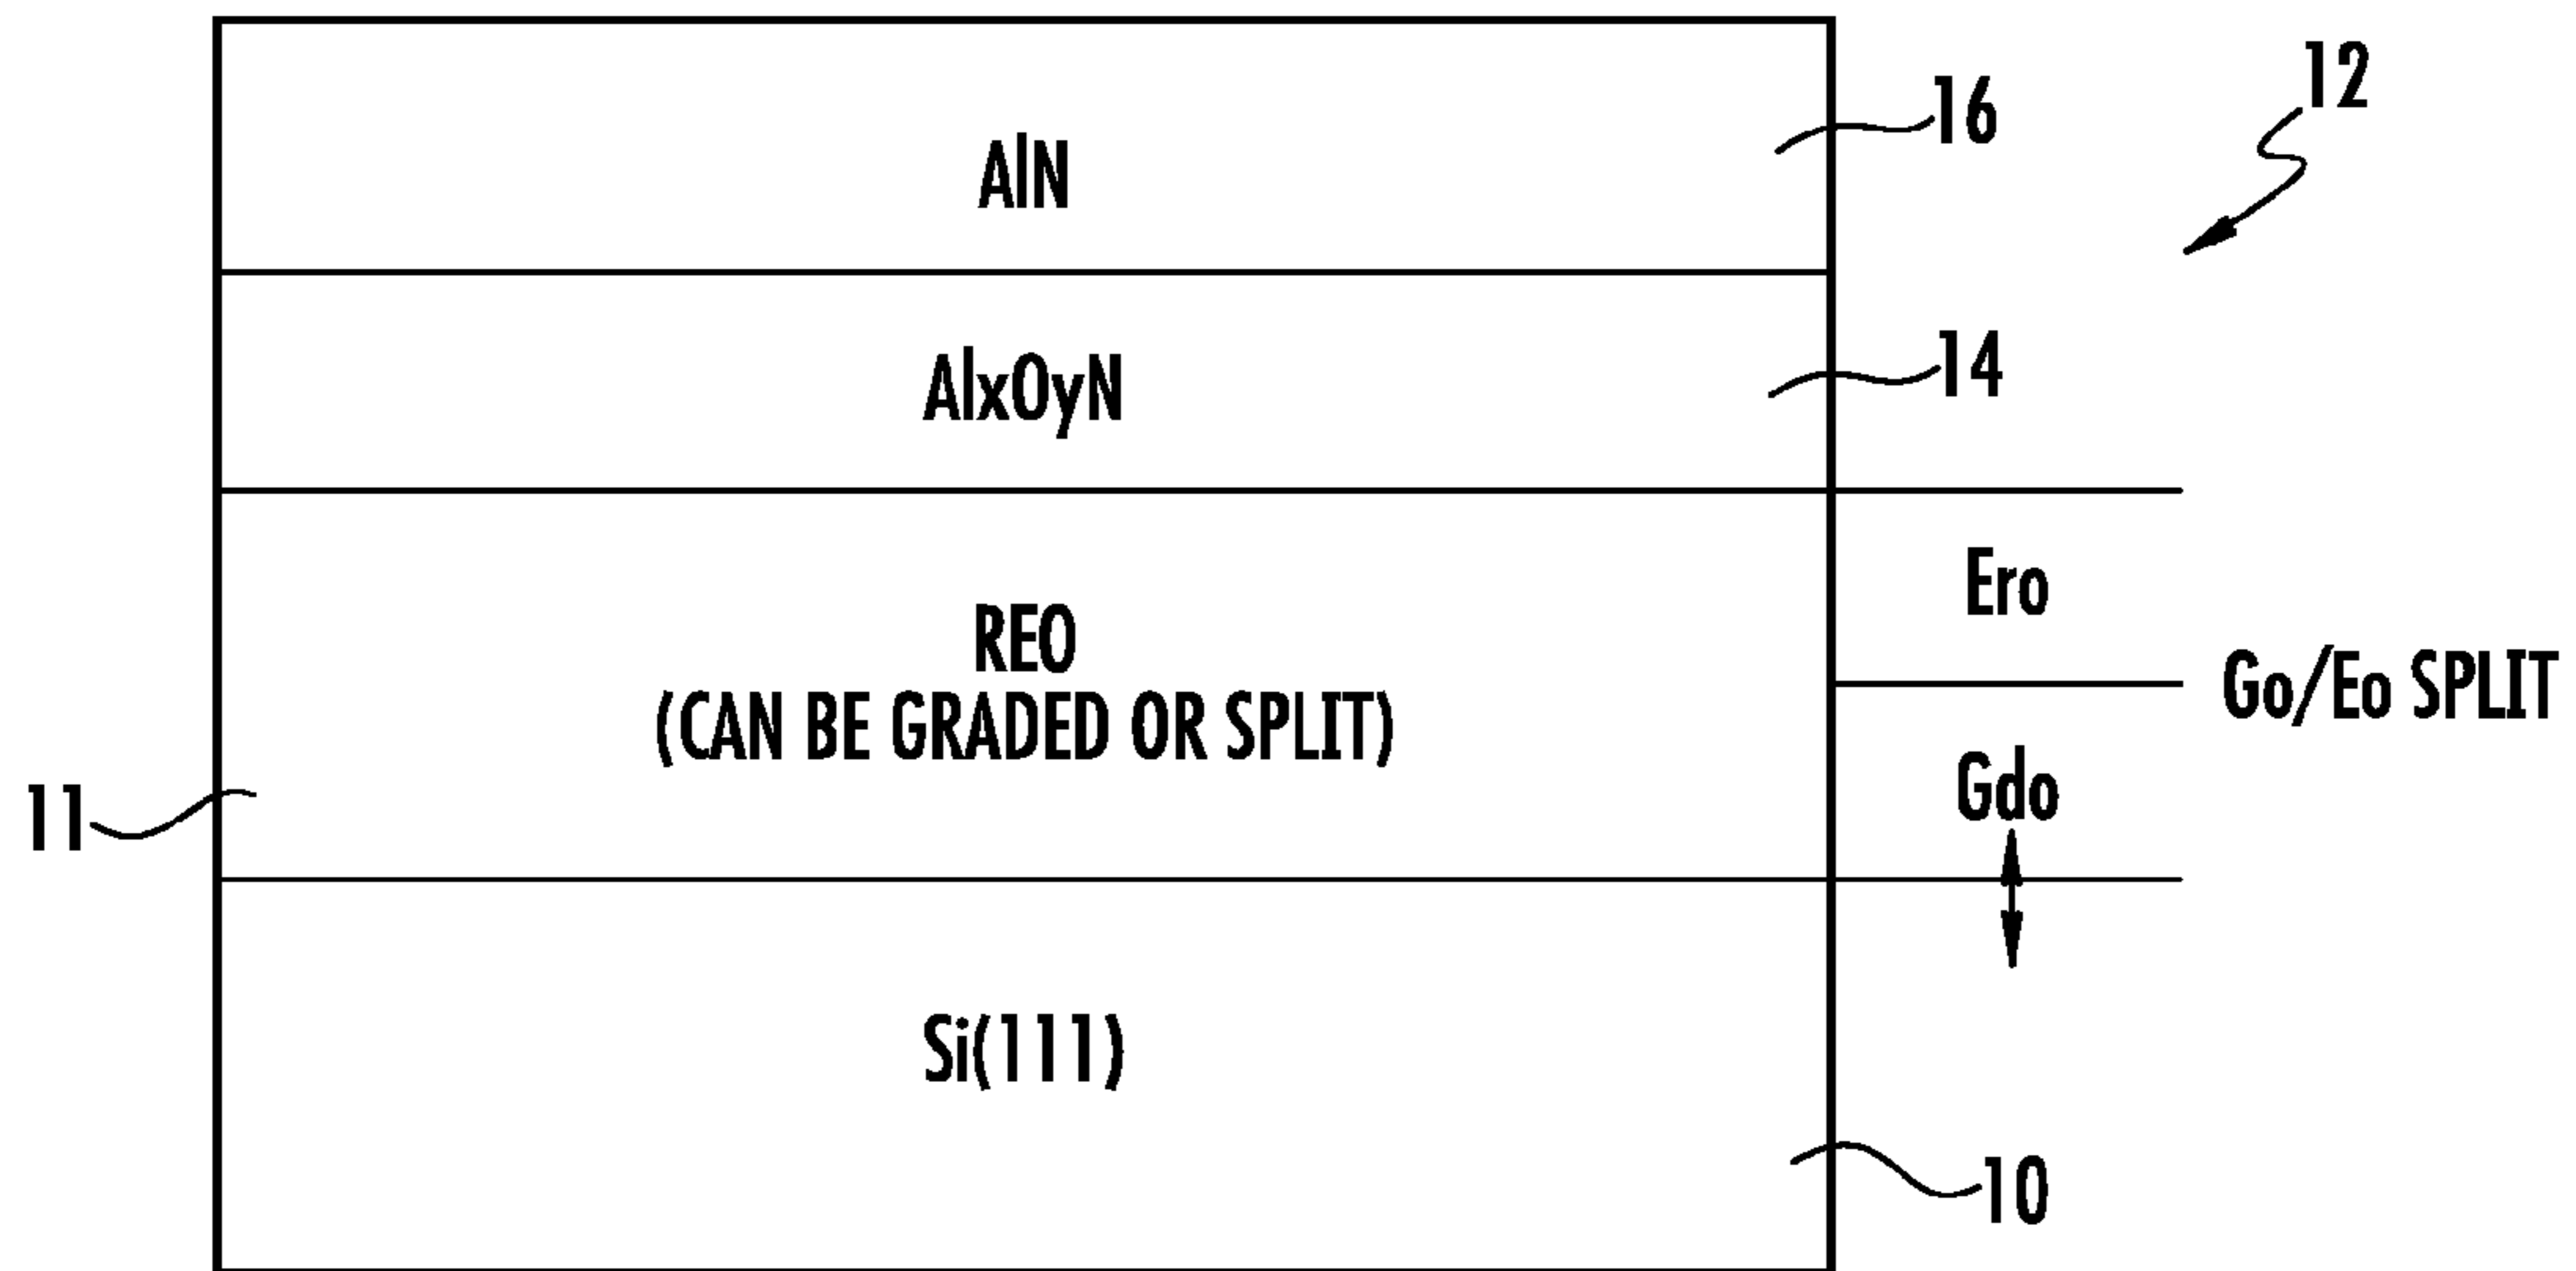 12
AlN
16
AlxOyN
14
Ero
REO
Go/Eo SPLIT
(CAN BE GRADED OR SPLIT)
Gdo
11
Si(111)
10